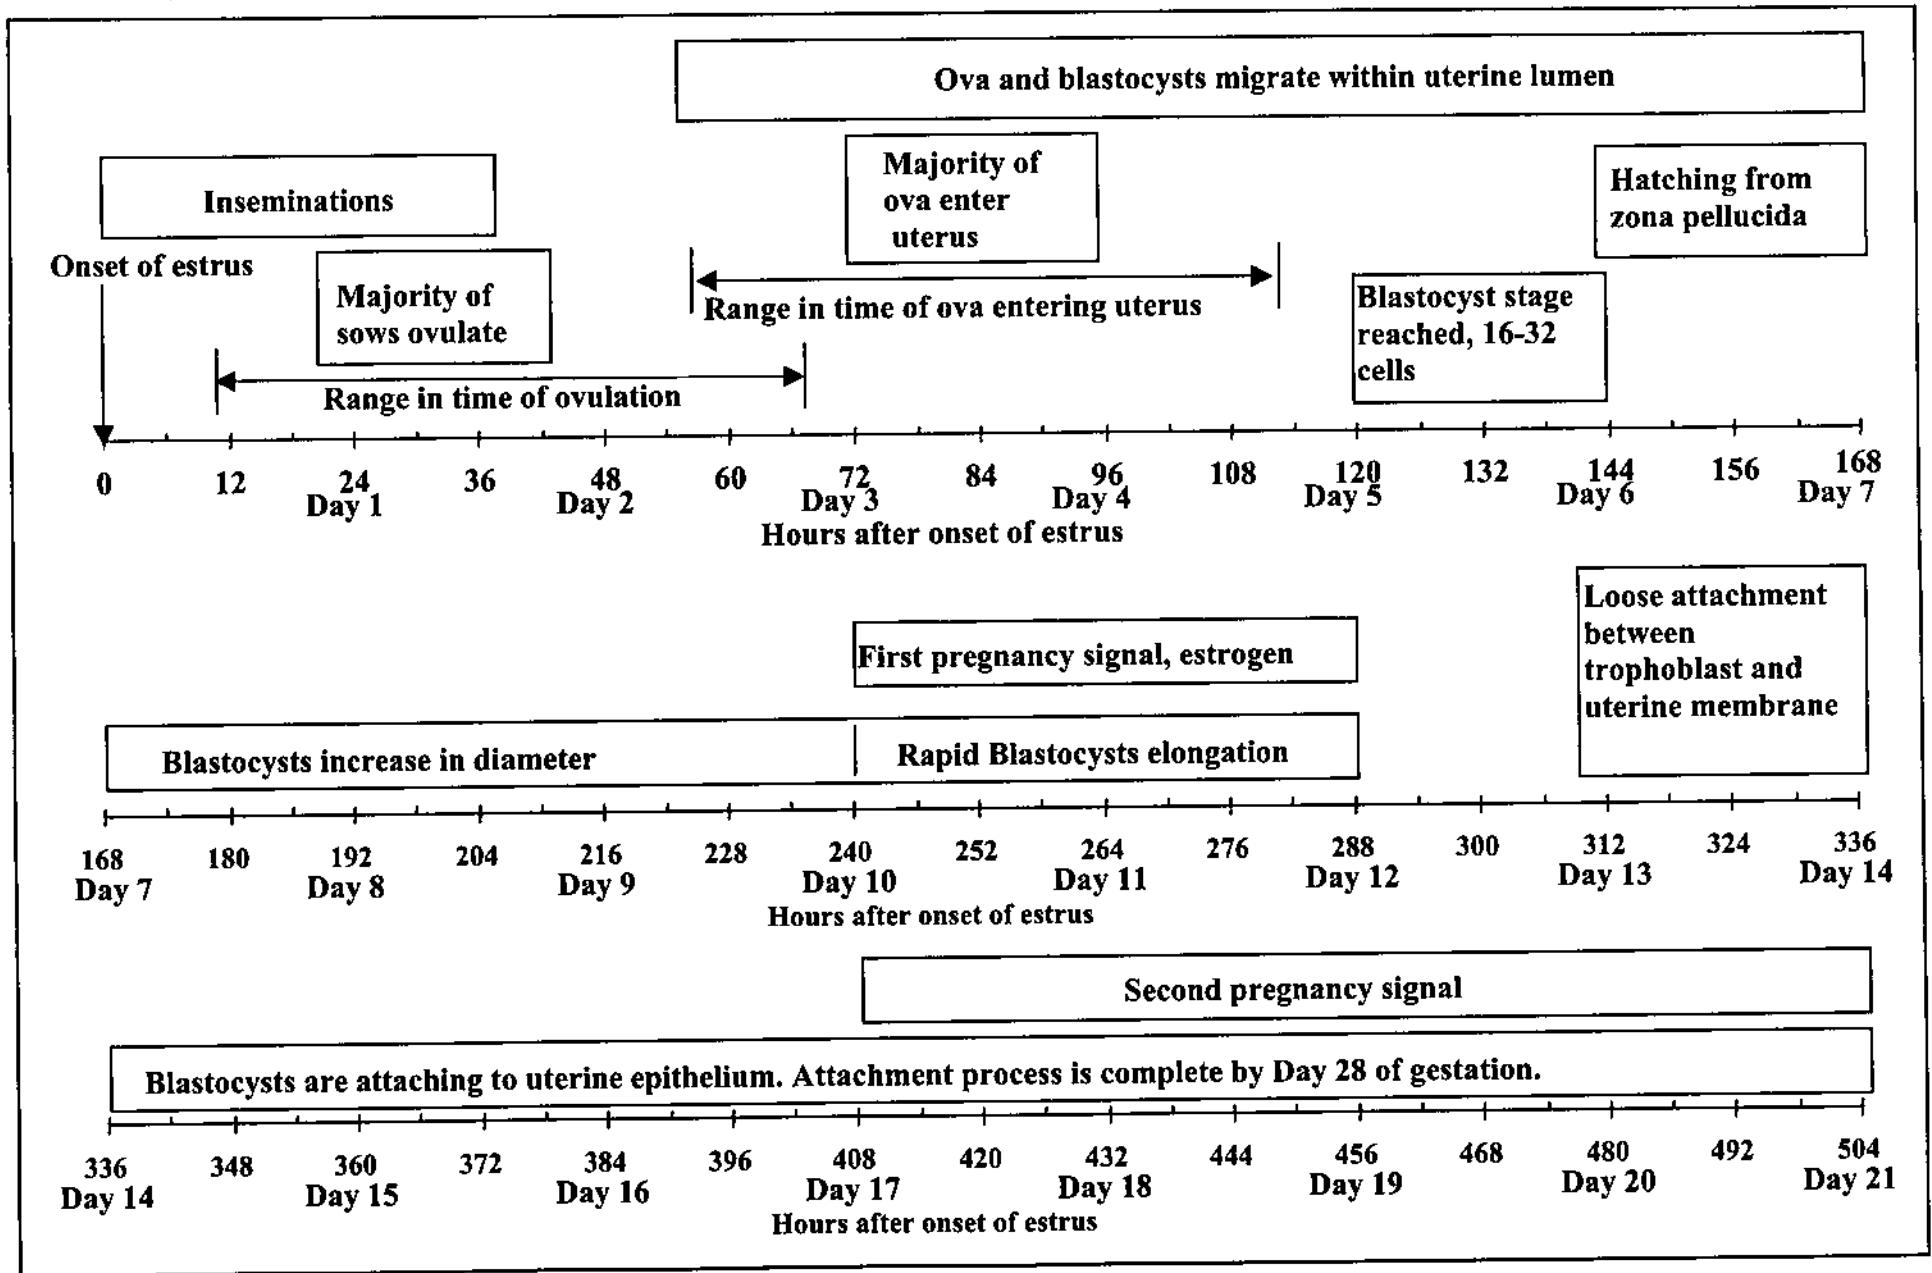 Ova and blastocysts migrate within uterine lumen
Inseminations
Majority of
ova enter
uterus
Hatching from
zona pellucida
Onset of estrus
Majority of
sows ovulate
Range in time of ova entering uterus
Blastocyst stage
reached, 16-32
cells
Range in time of ovulation
0 12 24 36 48 60 72 84 96 108 120 132 144 156 168
Day 1 Day 2 Day 3 Day 4 Day 5 Day 6 Day 7
Hours after onset of estrus
Loose attachment
between
trophoblast and
uterine membrane
First pregnancy signal, estrogen
Blastocysts increase in diameter
Rapid Blastocysts elongation
168 180 192 204 216 228 240 252 264 276 288 300 312 324 336
Day 7 Day 8 Day 9 Day 10 Day 11 Day 12 Day 13 Day 14
Hours after onset of estrus
Second pregnancy signal
Blastocysts are attaching to uterine epithelium. Attachment process is complete by Day 28 of gestation.
336 348 360 372 384 396 408 420 432 444 456 468 480 492 504
Day 14 Day 15 Day 16 Day 17 Day 18 Day 19 Day 20 Day 21
Hours after onset of estrus